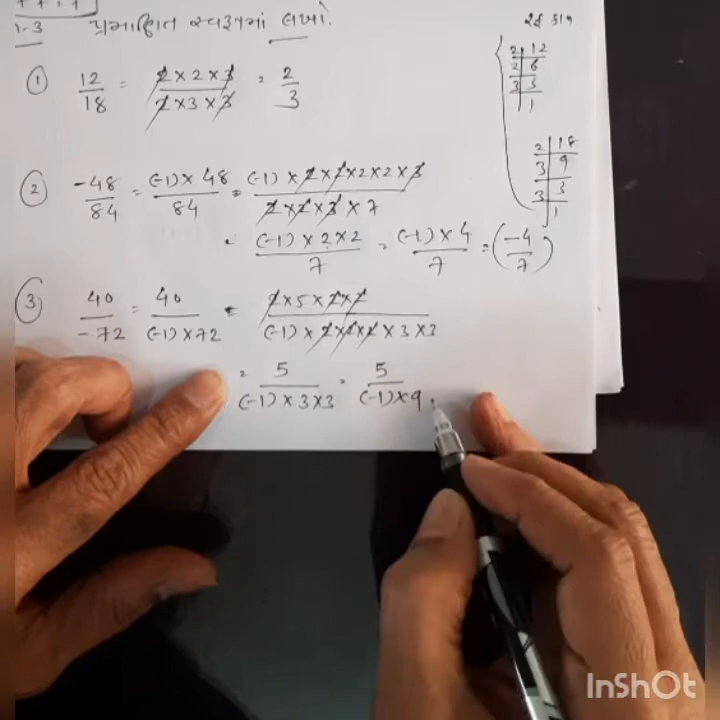 1.3 પ્રમાણિત સ્વરૂપમાં લખો.
રફ કામ
① 12/18 = 2 × 2 × 3 / 2 × 3 × 3 = 2/3
② -48/84 = (-1) × 48 / 84 = (-1) × 2 × 2 × 2 × 2 × 3 / 2 × 2 × 3 × 7
= (-1) × 2 × 2 / 7 = (-1) × 4 / 7 = (-4/7)
③ 40/-72 = 40 / (-1) × 72 = 2 × 5 × 2 × 2 / (-1) × 2 × 2 × 2 × 3 × 3
= 5 / (-1) × 3 × 3 = 5 / (-1) × 9
2 | 12
2 | 6
3 | 3
1
2 | 18
3 | 9
3 | 3
1
InShOt